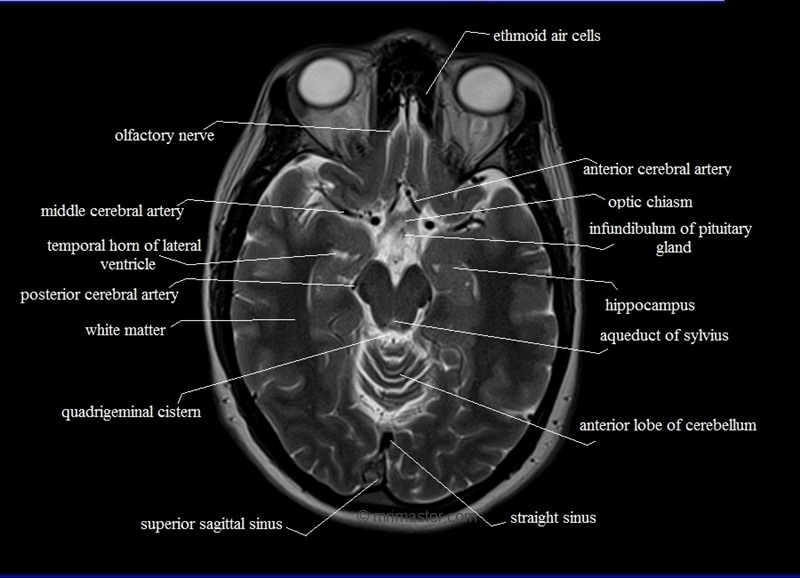 ethmoid air cells
olfactory nerve
anterior cerebral artery
optic chiasm
middle cerebral artery
infundibulum of pituitary
gland
temporal horn of lateral
ventricle
posterior cerebral artery
hippocampus
white matter
aqueduct of sylvius
quadrigeminal cistern
anterior lobe of cerebellum
superior sagittal sinus
straight sinus
© mrimaster.com